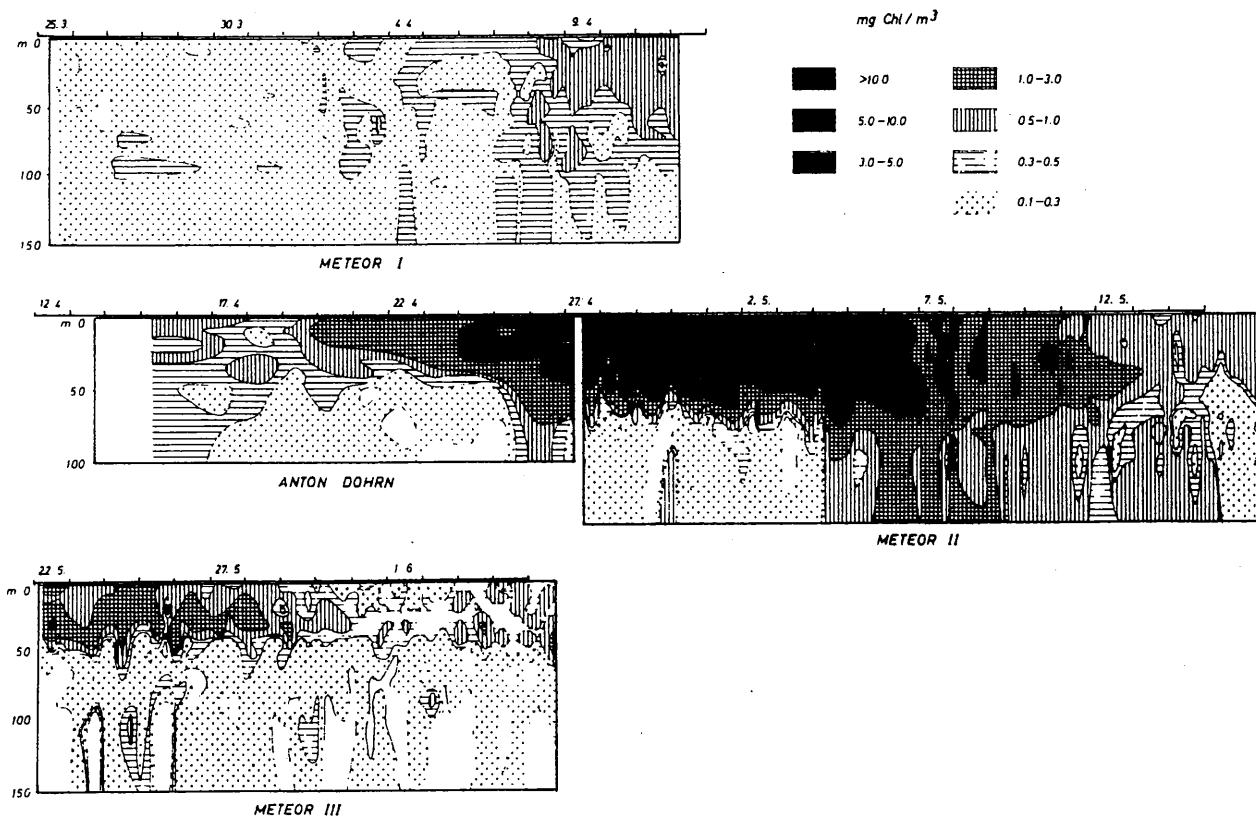 25.3. 30.3 4.4 9.4
m 0
50
100
150
METEOR I
mg Chl/m³
>10.0
5.0-10.0
3.0-5.0
1.0-3.0
0.5-1.0
0.3-0.5
0.1-0.3
12.4 17.4 22.4 27.4 2.5. 7.5. 12.5.
m 0
50
100
ANTON DOHRN
METEOR II
22.5. 27.5 1.6
m 0
50
100
150
METEOR III